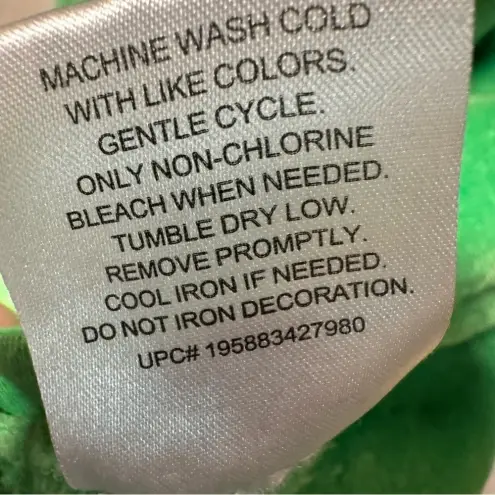 MACHINE WASH COLD
WITH LIKE COLORS.
GENTLE CYCLE.
ONLY NON-CHLORINE
BLEACH WHEN NEEDED.
TUMBLE DRY LOW.
REMOVE PROMPTLY.
COOL IRON IF NEEDED.
DO NOT IRON DECORATION.
UPC# 195883427980